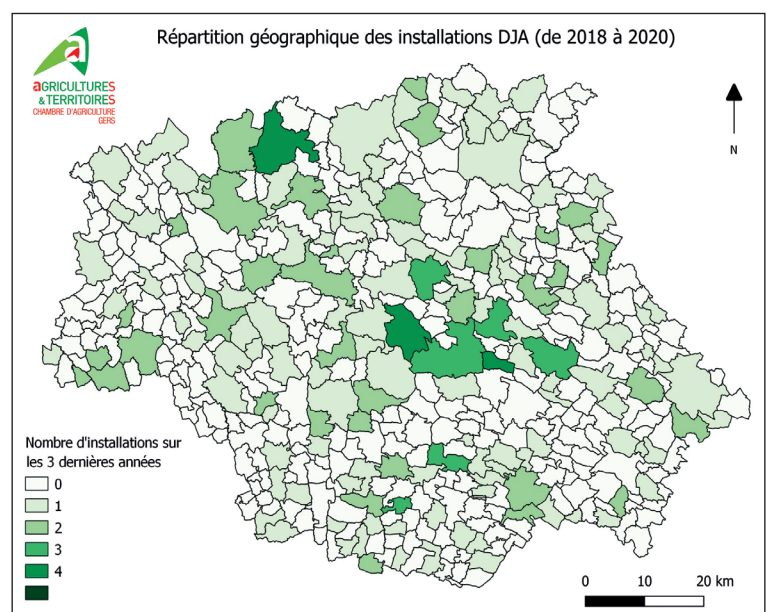 Répartition géographique des installations DJA (de 2018 à 2020)
aGRICULTURES
& TERRITOIRES
CHAMBRE D'AGRICULTURE
GERS
N
Nombre d'installations sur
les 3 dernières années
0
1
2
3
4
0 10 20 km